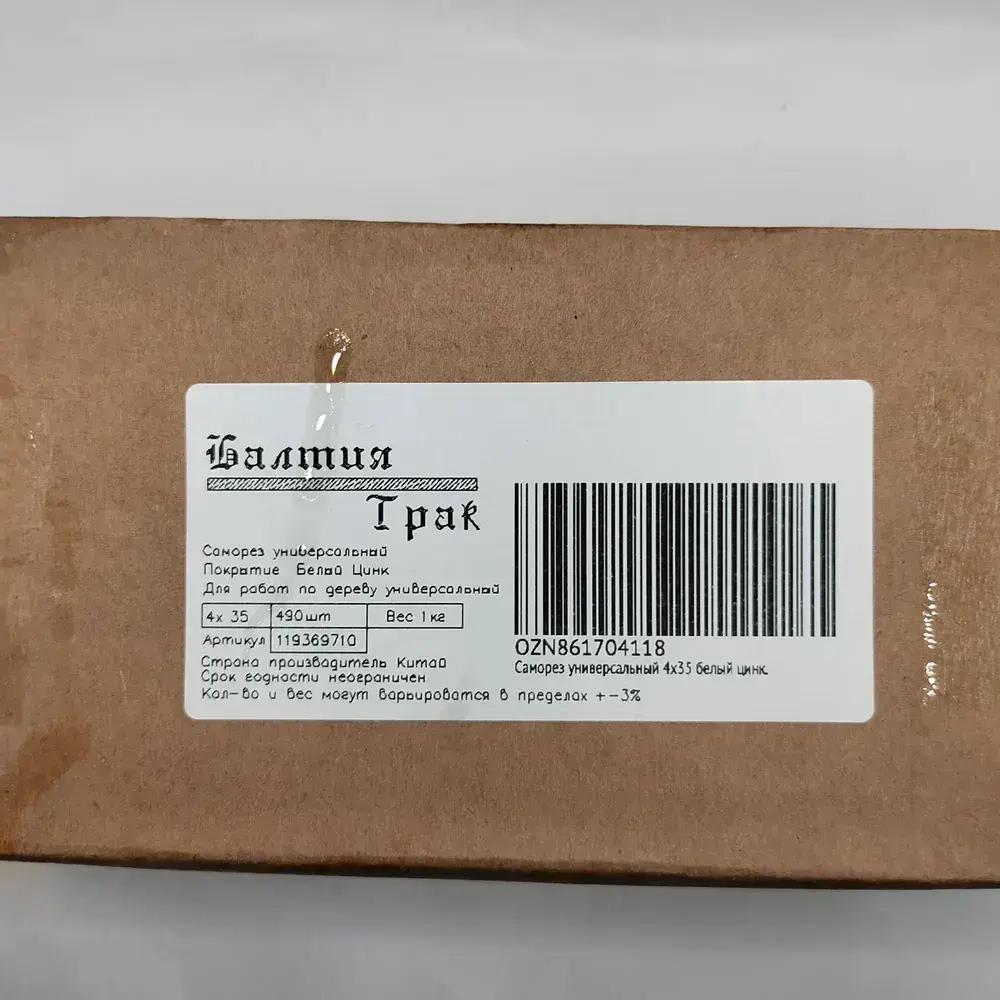 Балтия
Трак
Саморез универсальный
Покрытие Белый Цинк
Для работ по дереву универсальный
4x 35 490шт Вес 1кг
Артикул 119369710
Страна производитель Китай
Срок годности неограничен
Кол-во и вес могут варьироватся в пределах +-3%
OZN861704118
Саморез универсальный 4x35 белый цинк.